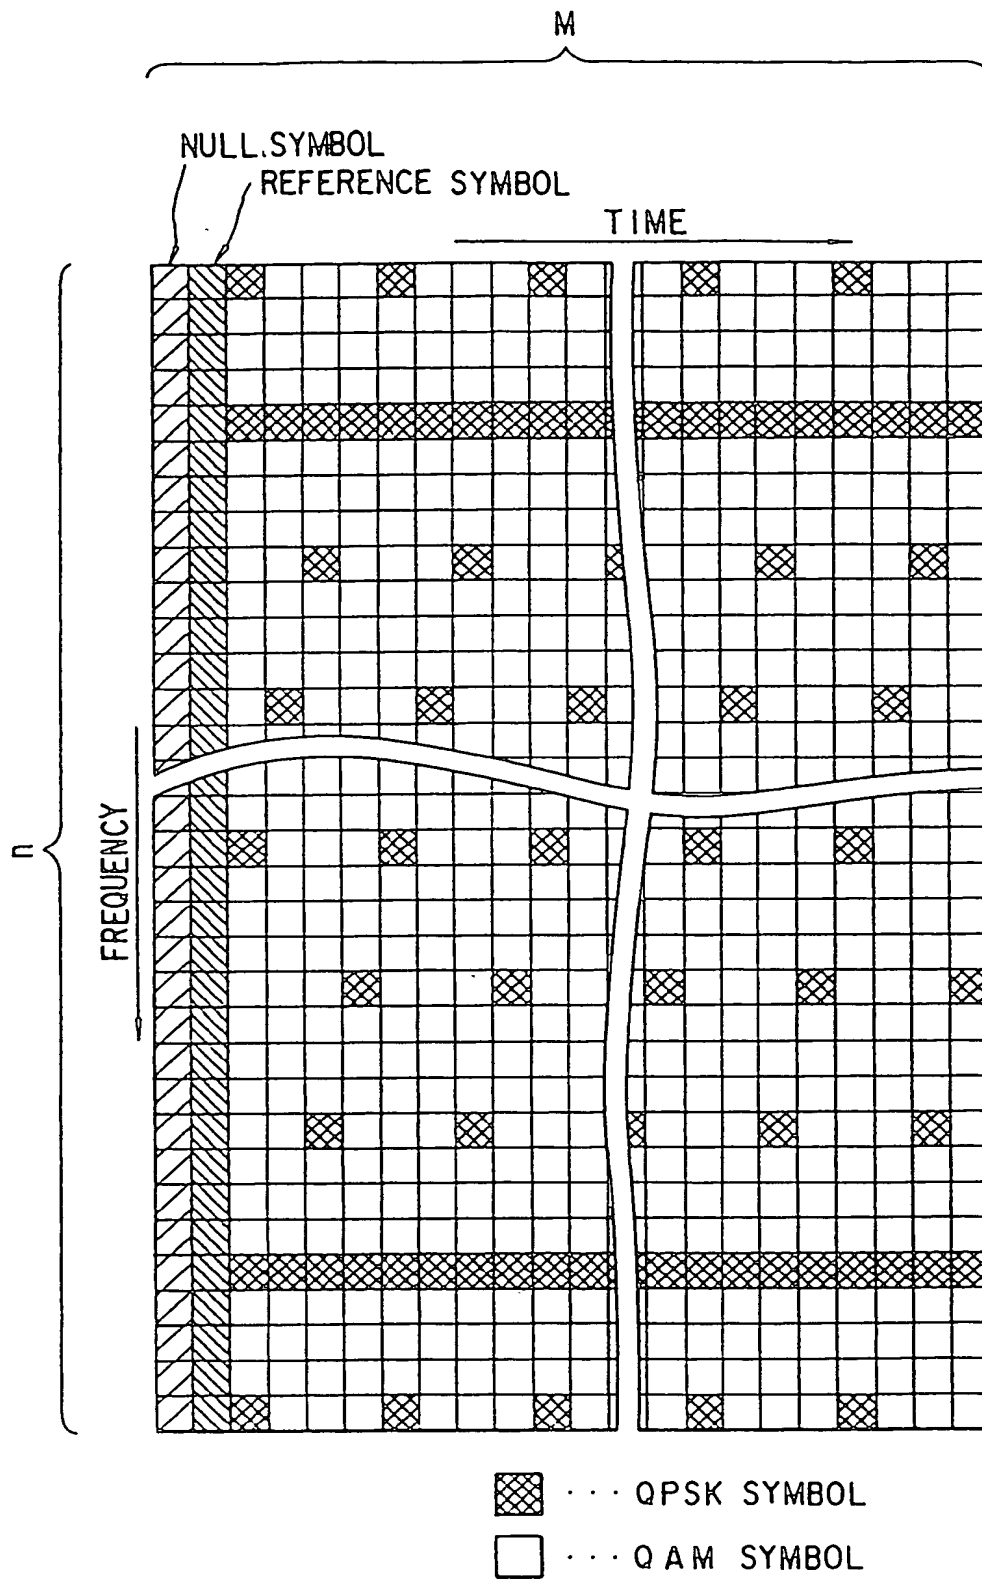 M
NULL.SYMBOL
REFERENCE SYMBOL
TIME
n
FREQUENCY
··· QPSK SYMBOL
··· QAM SYMBOL